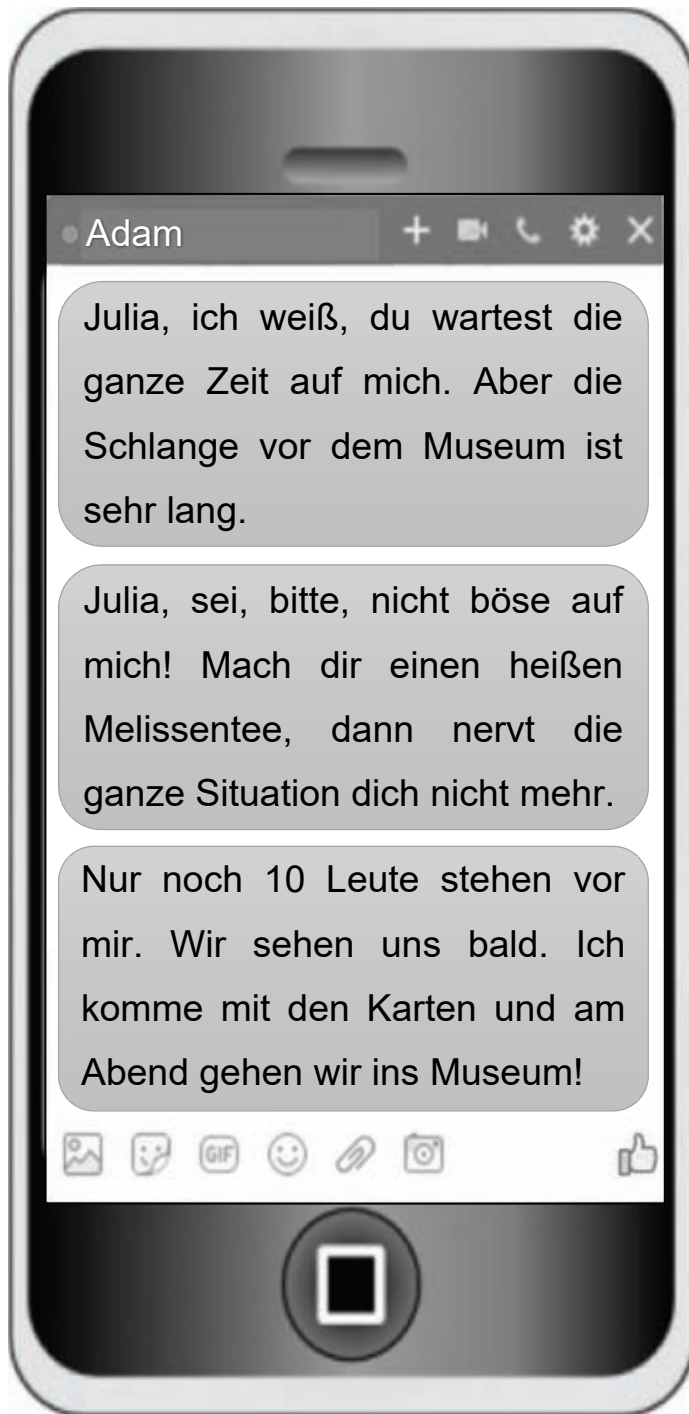 Adam
Julia, ich weiß, du wartest die
ganze Zeit auf mich. Aber die
Schlange vor dem Museum ist
sehr lang.
Julia, sei, bitte, nicht böse auf
mich! Mach dir einen heißen
Melissentee, dann nervt die
ganze Situation dich nicht mehr.
Nur noch 10 Leute stehen vor
mir. Wir sehen uns bald. Ich
komme mit den Karten und am
Abend gehen wir ins Museum!
GIF